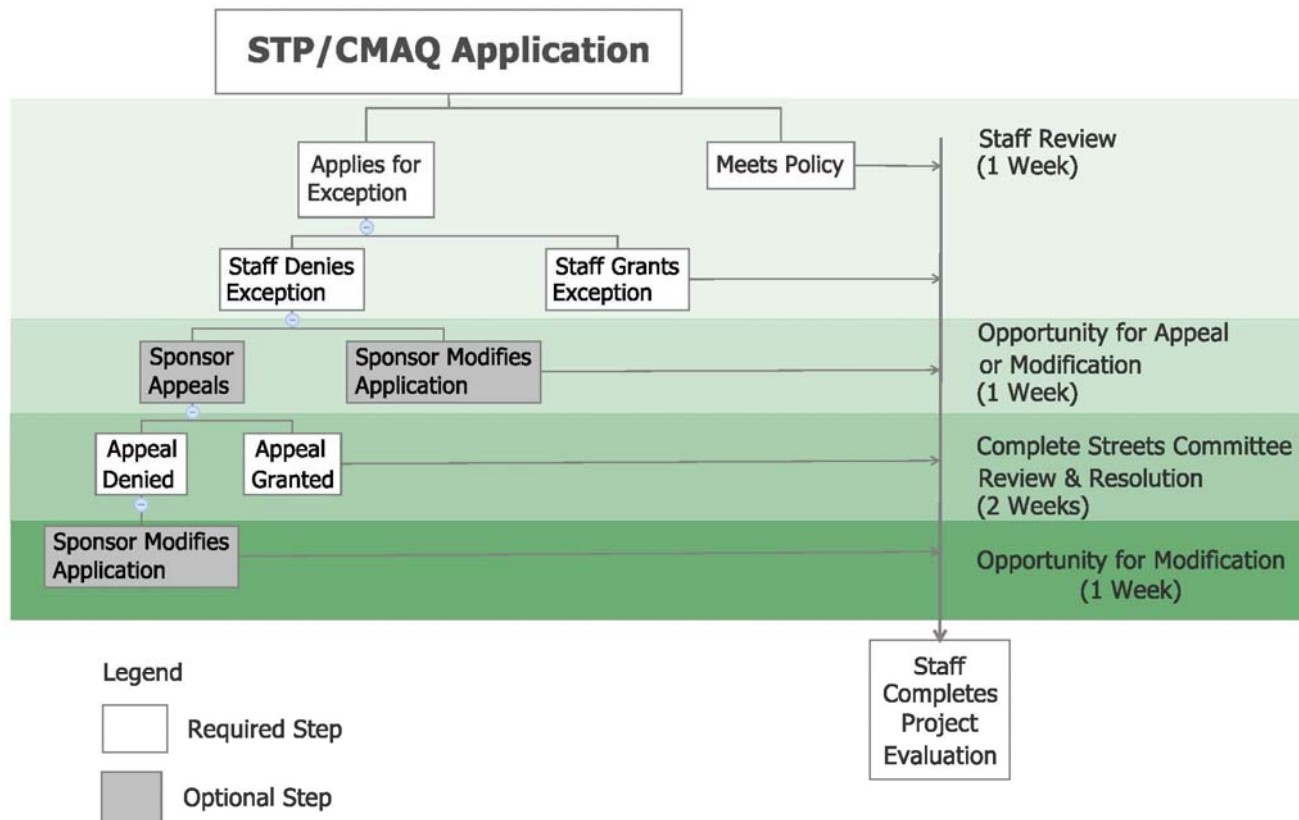 STP/CMAQ Application
Applies for
Exception
Meets Policy
Staff Review
(1 Week)
Staff Denies
Exception
Staff Grants
Exception
Sponsor
Appeals
Sponsor Modifies
Application
Opportunity for Appeal
or Modification
(1 Week)
Appeal
Denied
Appeal
Granted
Complete Streets Committee
Review & Resolution
(2 Weeks)
Sponsor Modifies
Application
Opportunity for Modification
(1 Week)
Staff
Completes
Project
Evaluation
Legend
Required Step
Optional Step